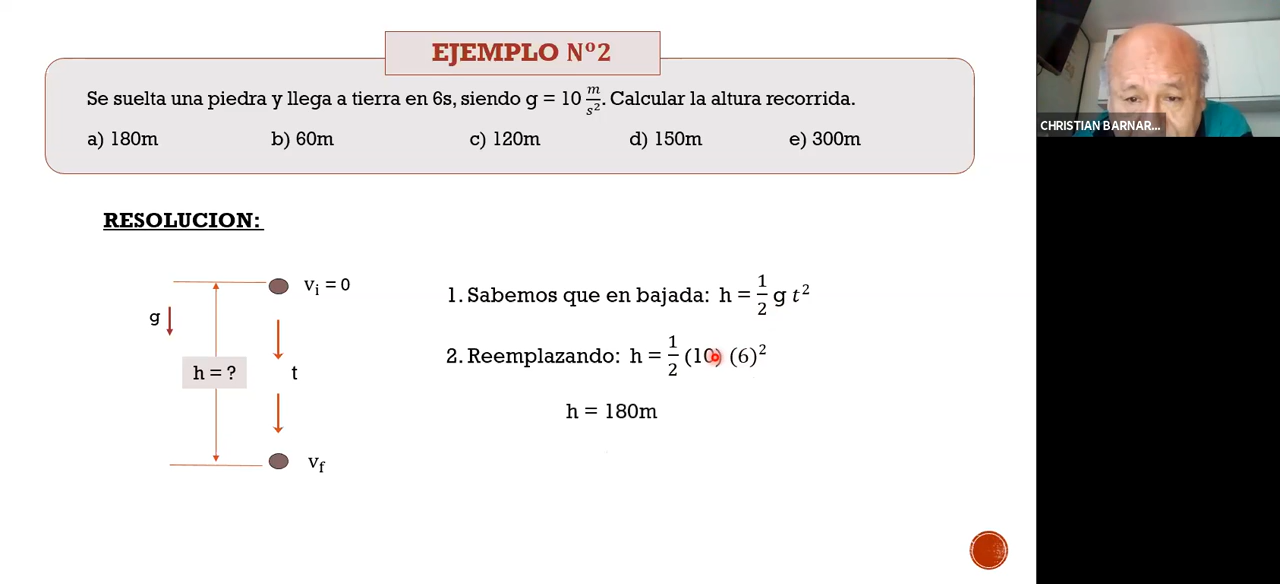 EJEMPLO Nº2
Se suelta una piedra y llega a tierra en 6s, siendo g = 10 m/s². Calcular la altura recorrida.
a) 180m b) 60m c) 120m d) 150m e) 300m
RESOLUCION:
vᵢ = 0
g
h = ?
t
v_f
1. Sabemos que en bajada: h = 1/2 g t²
2. Reemplazando: h = 1/2 (10) (6)²
h = 180m
CHRISTIAN BARNAR...